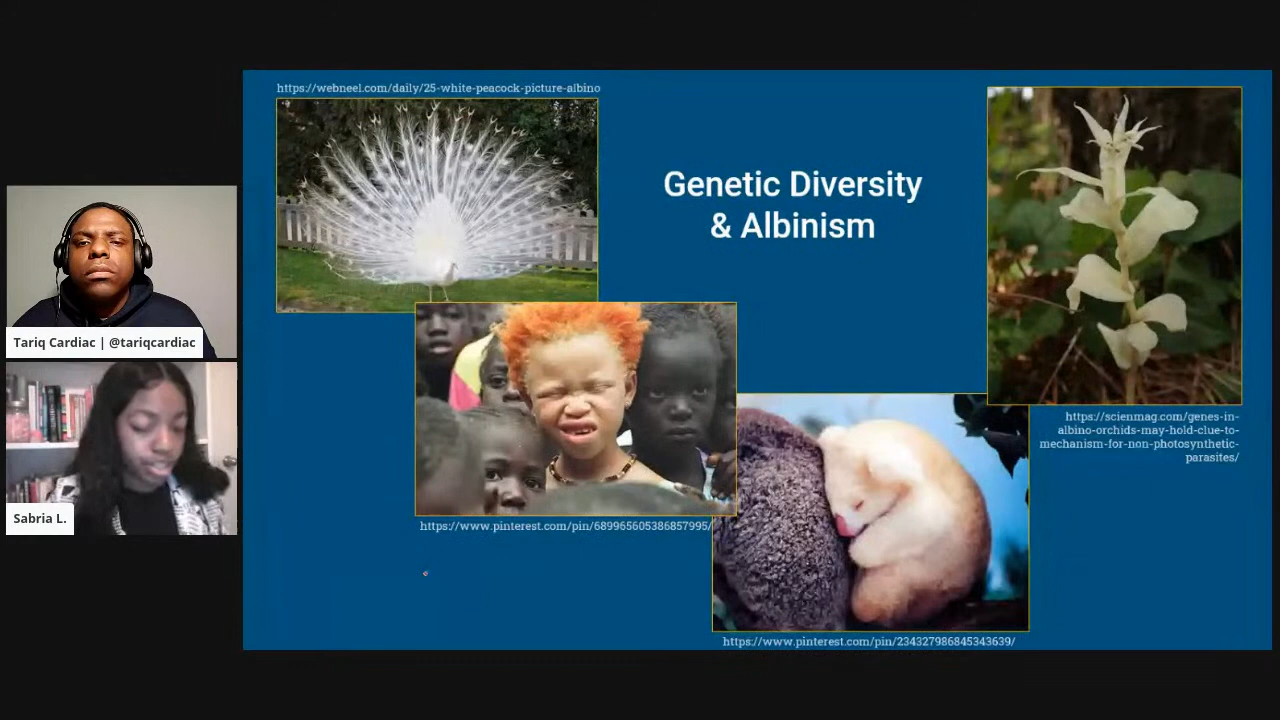 https://webneel.com/daily/25-white-peacock-picture-albino
Genetic Diversity
& Albinism
Tariq Cardiac | @tariqcardiac
Sabria L.
https://scienmag.com/genes-in-
albino-orchids-may-hold-clue-to-
mechanism-for-non-photosynthetic-
parasites/
https://www.pinterest.com/pin/689965605386857995/
https://www.pinterest.com/pin/234327986845343639/